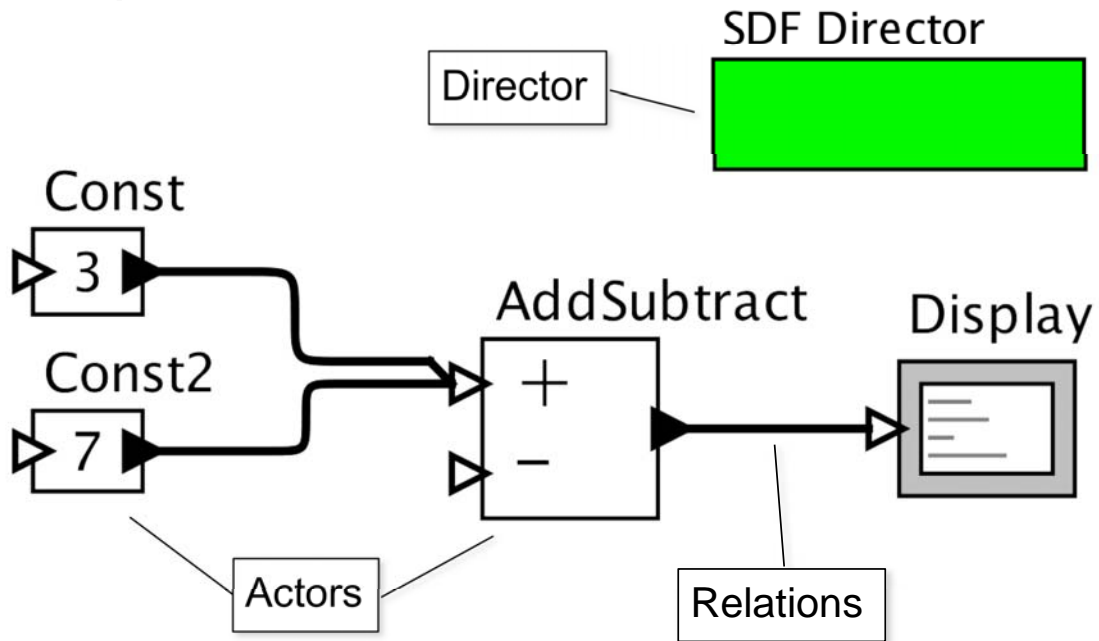 SDF Director
Director
Const
3
Const2
7
AddSubtract
+
−
Display
Actors
Relations